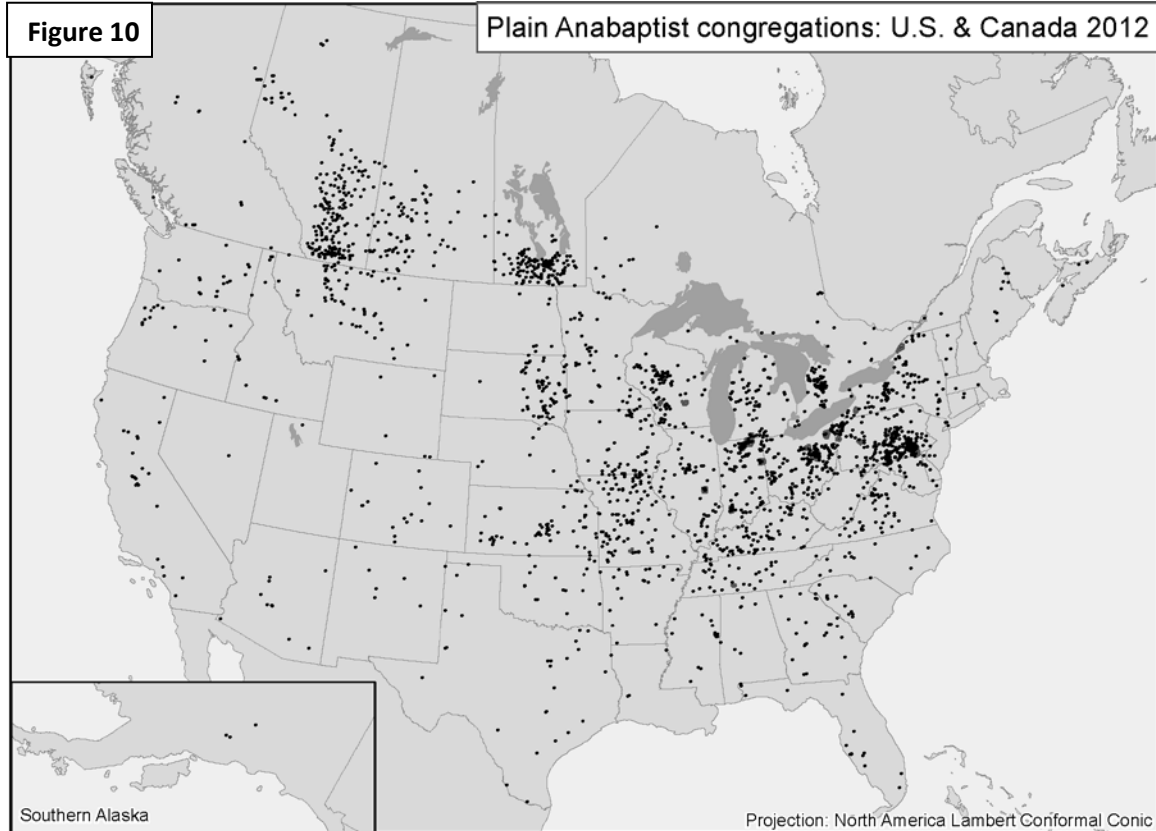 Figure 10
Plain Anabaptist congregations: U.S. & Canada 2012
Southern Alaska
Projection: North America Lambert Conformal Conic